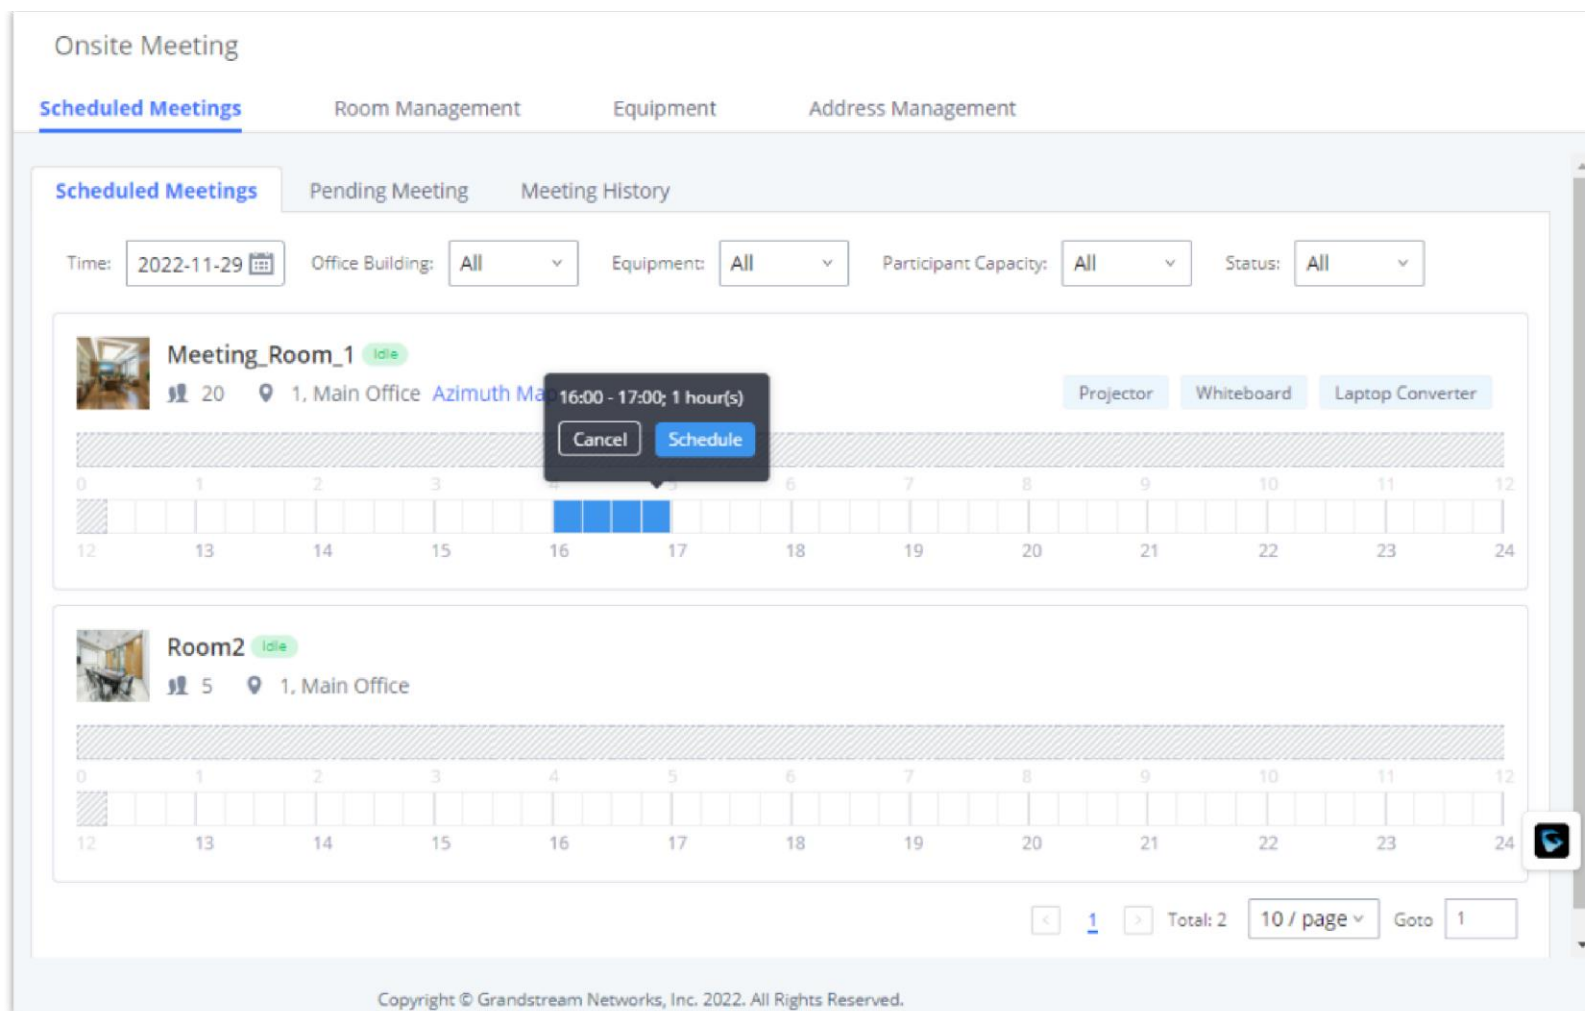 Onsite Meeting
Scheduled Meetings Room Management Equipment Address Management
Scheduled Meetings Pending Meeting Meeting History
Time: 2022-11-29 Office Building: All Equipment: All Participant Capacity: All Status: All
Meeting_Room_1 Idle
20 1, Main Office Azimuth Map Projector Whiteboard Laptop Converter
16:00 - 17:00; 1 hour(s)
Cancel Schedule
0 1 2 3 4 5 6 7 8 9 10 11 12
12 13 14 15 16 17 18 19 20 21 22 23 24
Room2 Idle
5 1, Main Office
0 1 2 3 4 5 6 7 8 9 10 11 12
12 13 14 15 16 17 18 19 20 21 22 23 24
< 1 > Total: 2 10 / page Goto 1
Copyright © Grandstream Networks, Inc. 2022. All Rights Reserved.